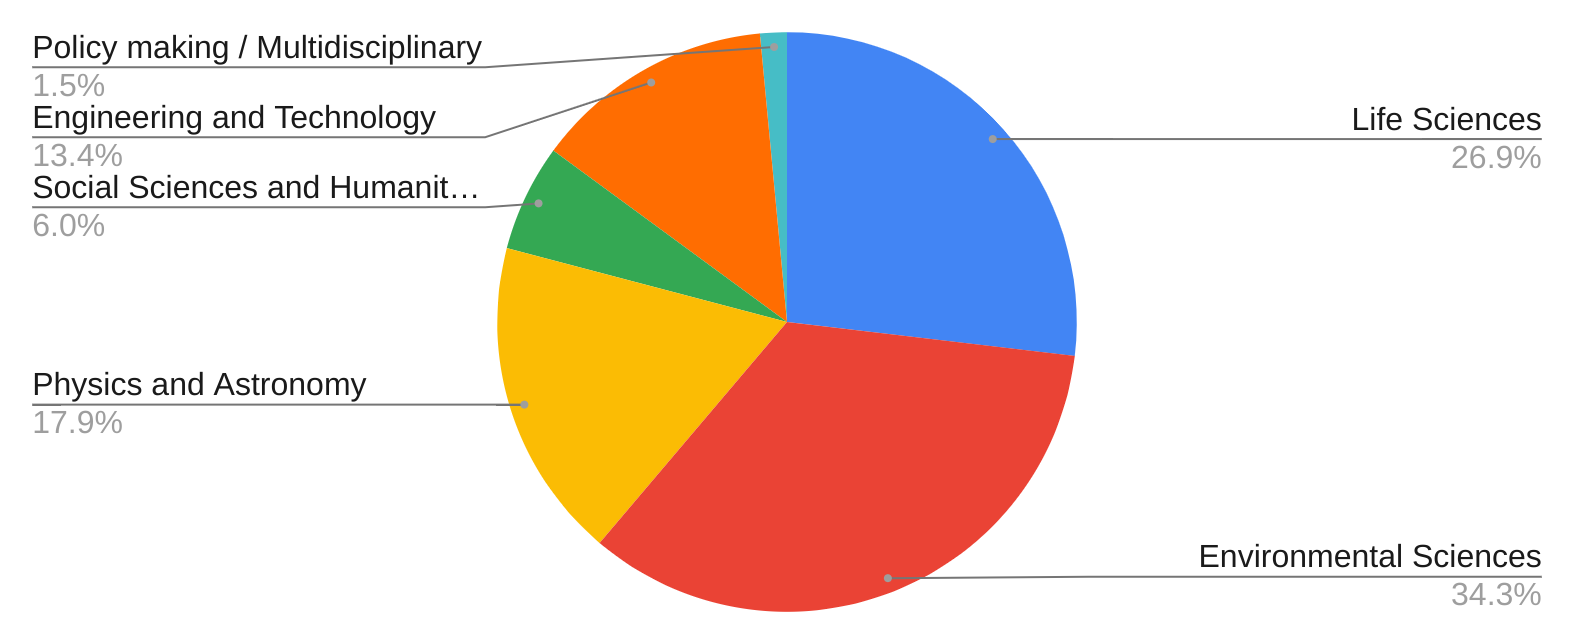 Policy making / Multidisciplinary
1.5%
Engineering and Technology
13.4%
Social Sciences and Humanit…
6.0%
Physics and Astronomy
17.9%
Life Sciences
26.9%
Environmental Sciences
34.3%